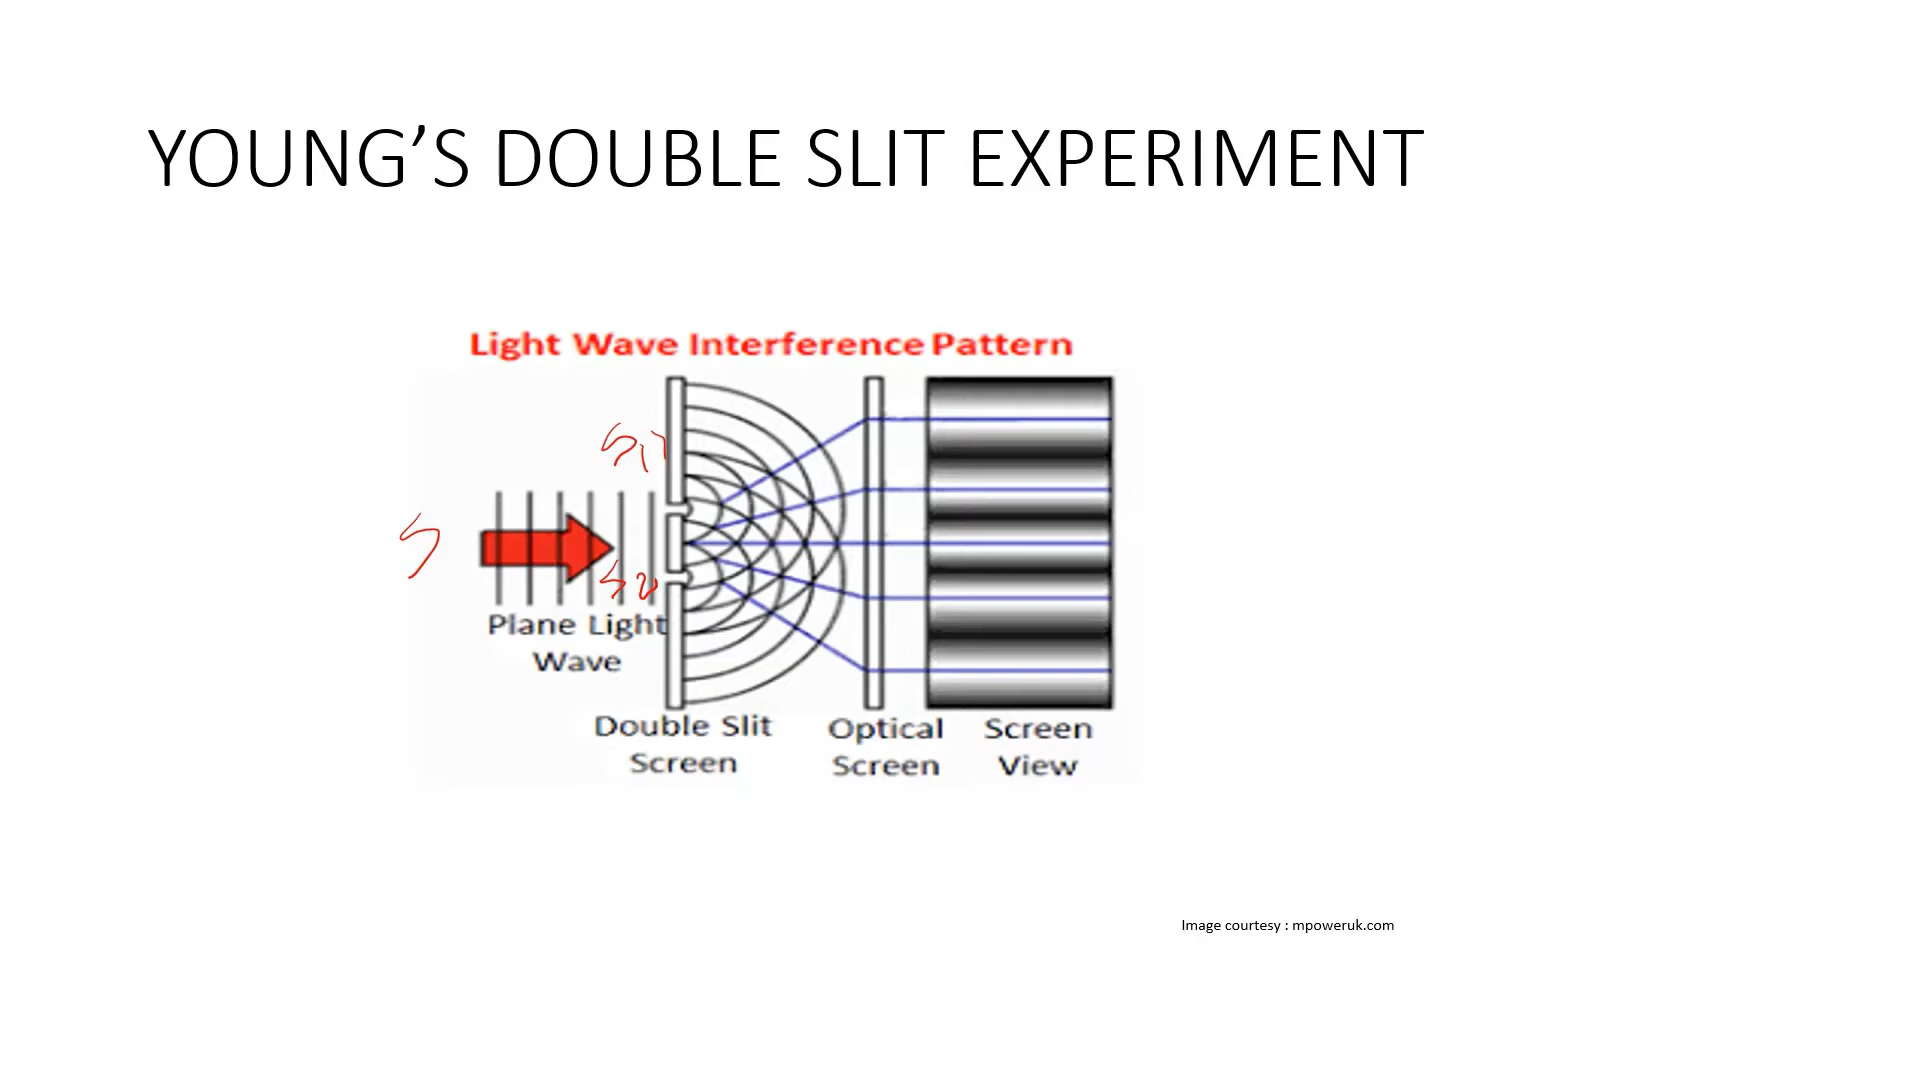 YOUNG’S DOUBLE SLIT EXPERIMENT
Light Wave Interference Pattern
S1
S
S2
Plane Light
Wave
Double Slit
Screen
Optical
Screen
Screen
View
Image courtesy : mpoweruk.com